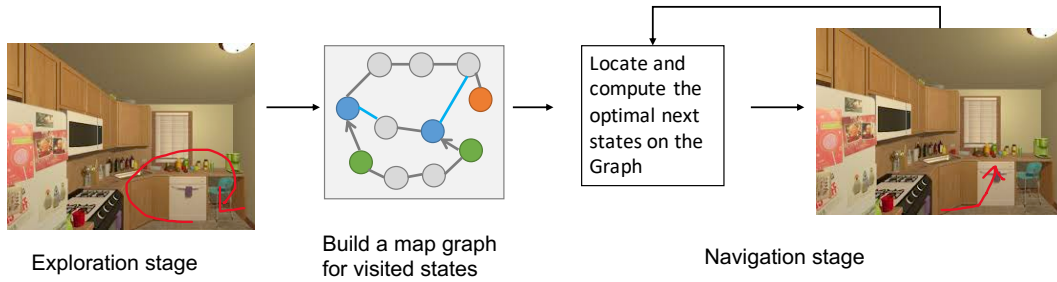 Locate and
compute the
optimal next
states on the
Graph
Exploration stage
Build a map graph
for visited states
Navigation stage